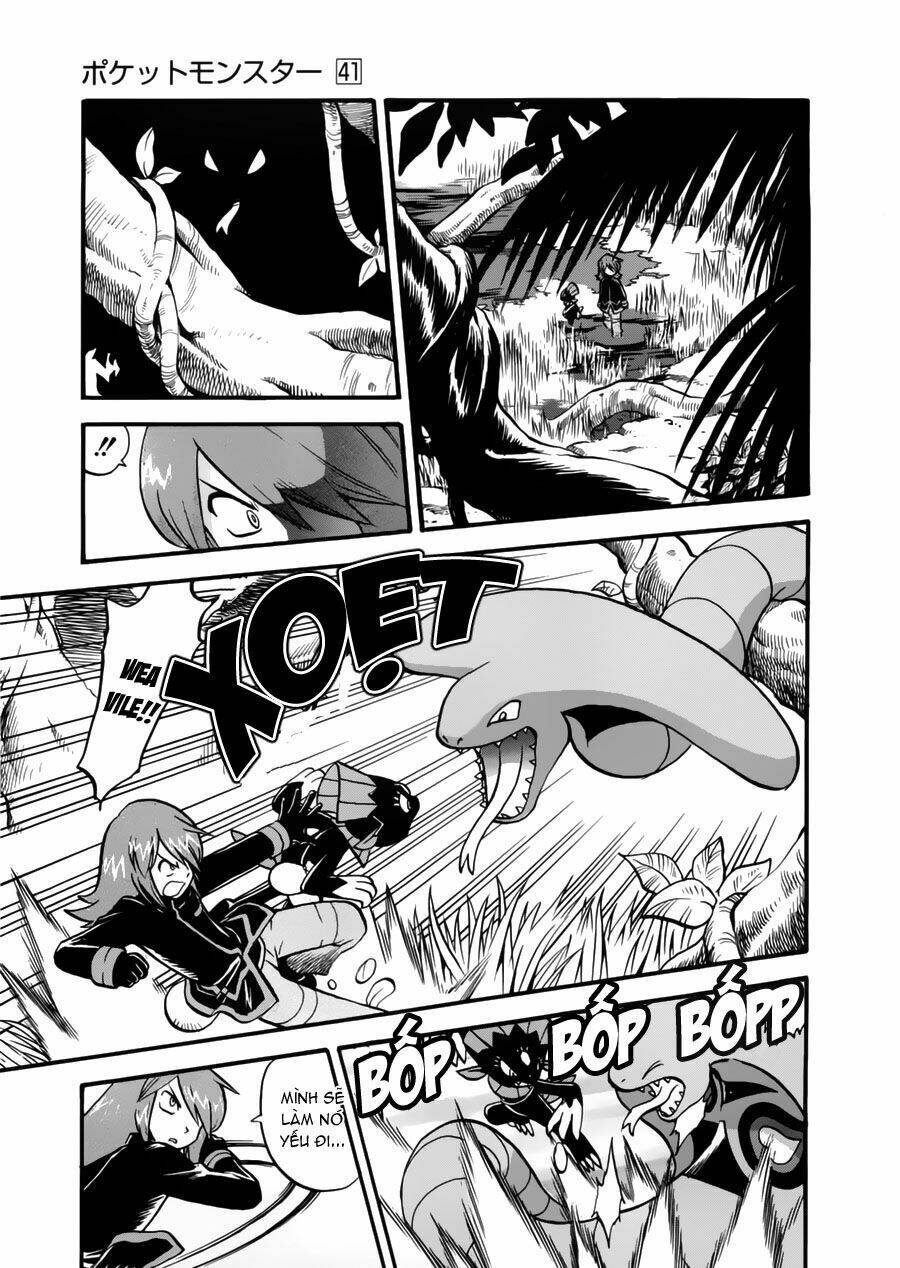 ポケットモンスター 41
!!
XOẸT
WEA
VILE!!
BỐP
BỐP
BỐPP
MÌNH SẼ
LÀM NÓ
YẾU ĐI...